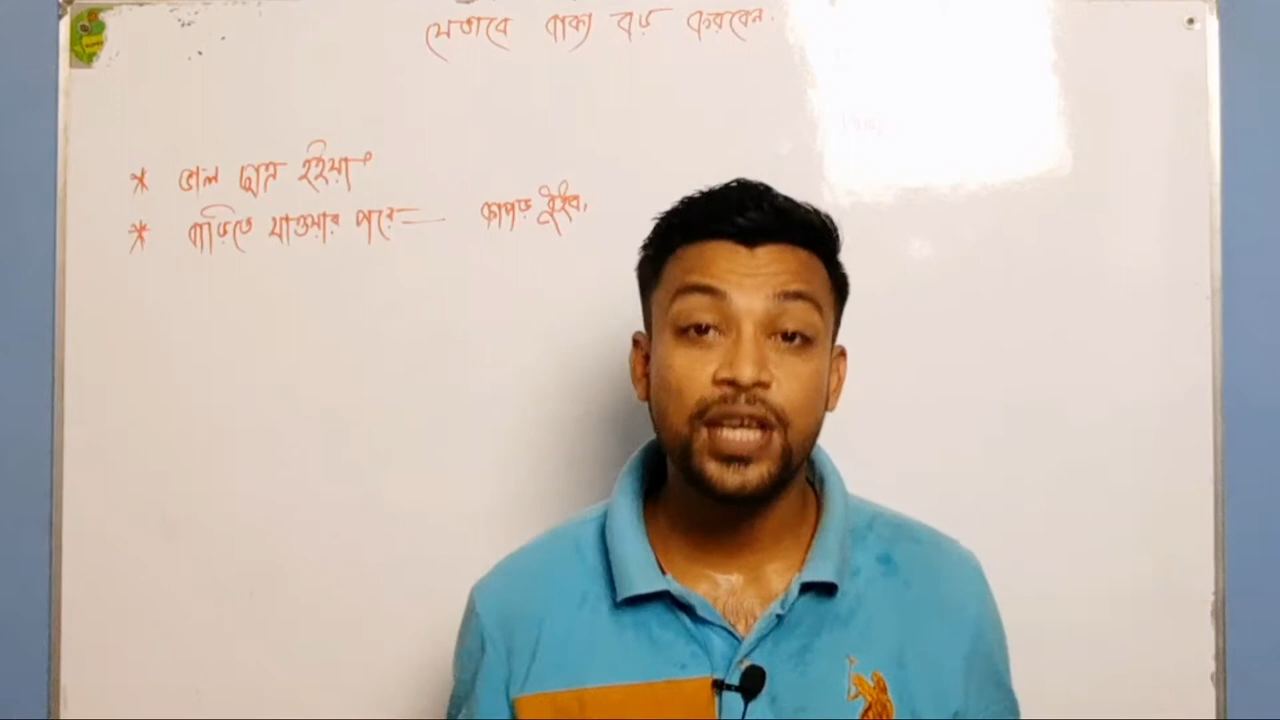 যেভাবে বাক্য বড় করবেন.
* ভাল ছাত্র হইয়া
* বাড়িতে যাওয়ার পরে — কাপড় ধুইব,